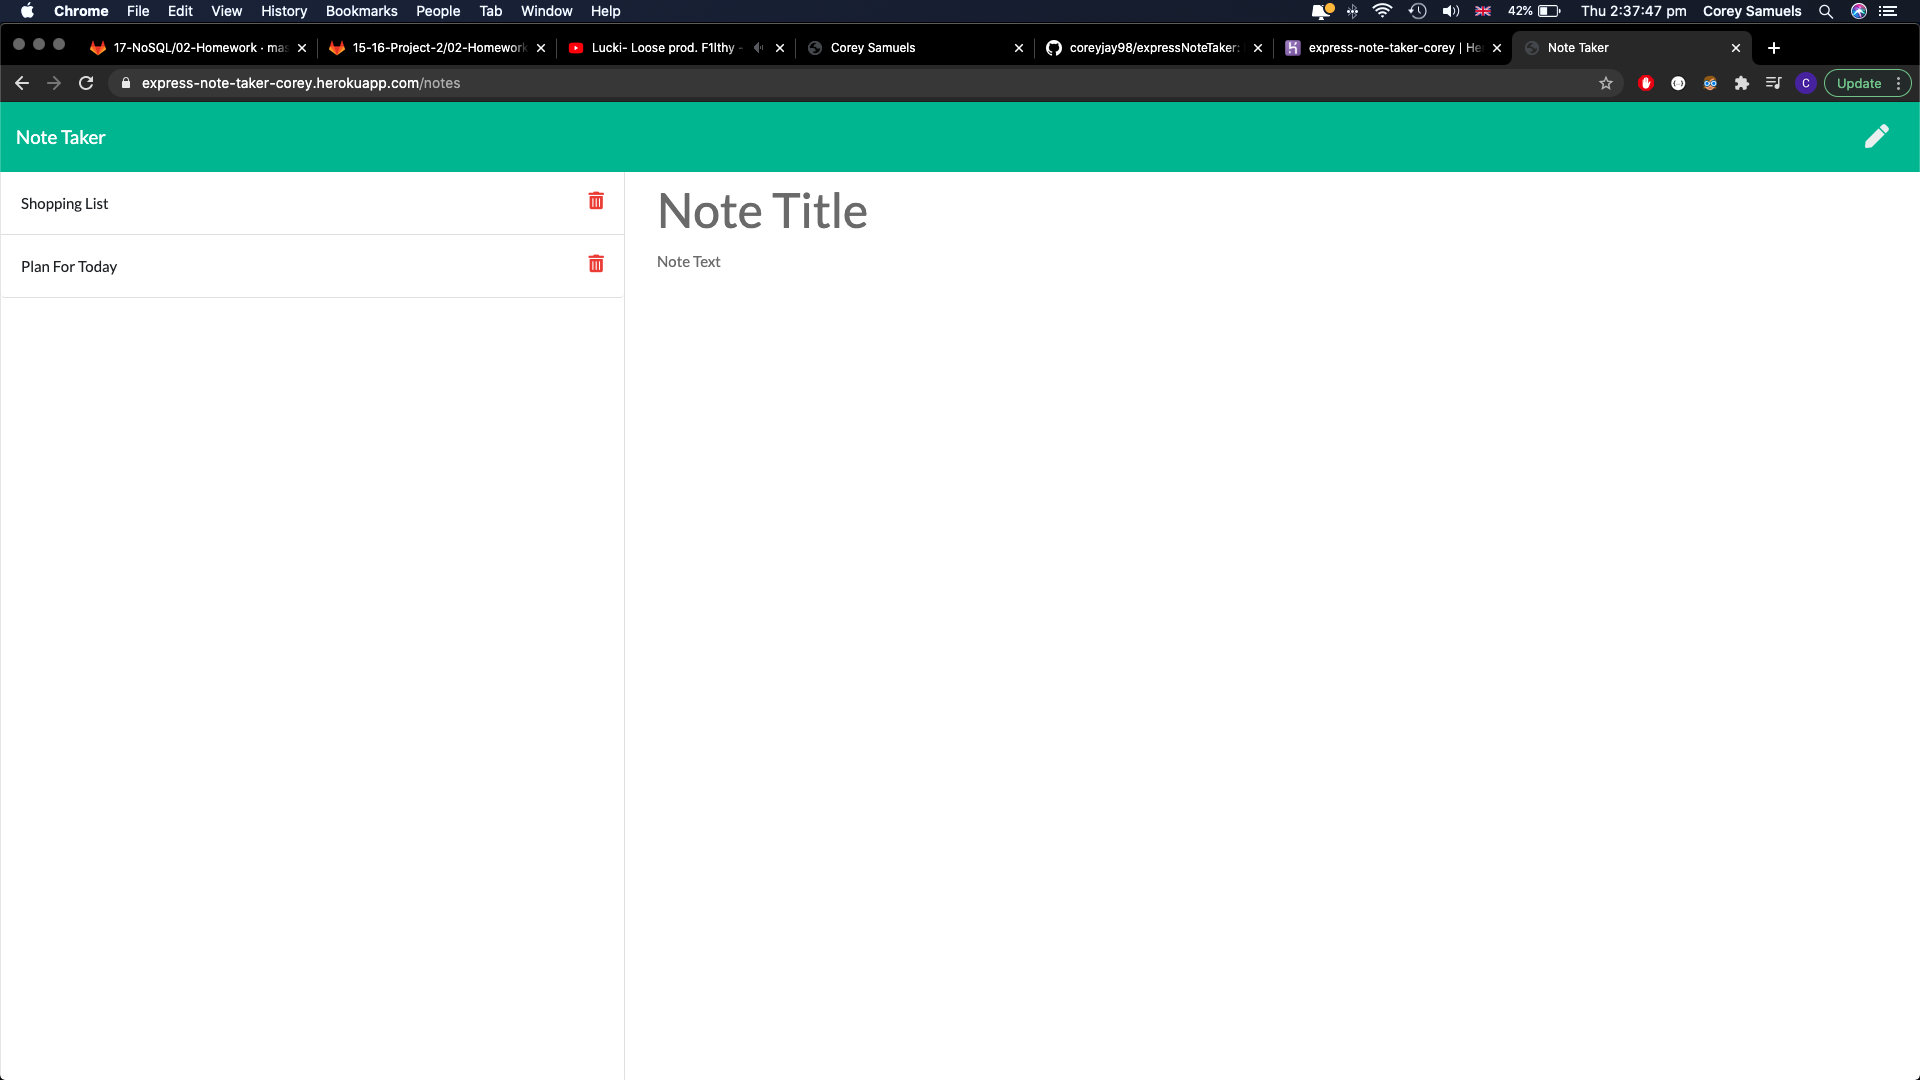 Chrome File Edit View History Bookmarks People Tab Window Help 42% Thu 2:37:47 pm Corey Samuels
17-NoSQL/02-Homework · mas 15-16-Project-2/02-Homework Lucki- Loose prod. F1lthy - Corey Samuels coreyjay98/expressNoteTaker: express-note-taker-corey | He Note Taker
express-note-taker-corey.herokuapp.com/notes C Update
Note Taker
Shopping List
Plan For Today
Note Title
Note Text